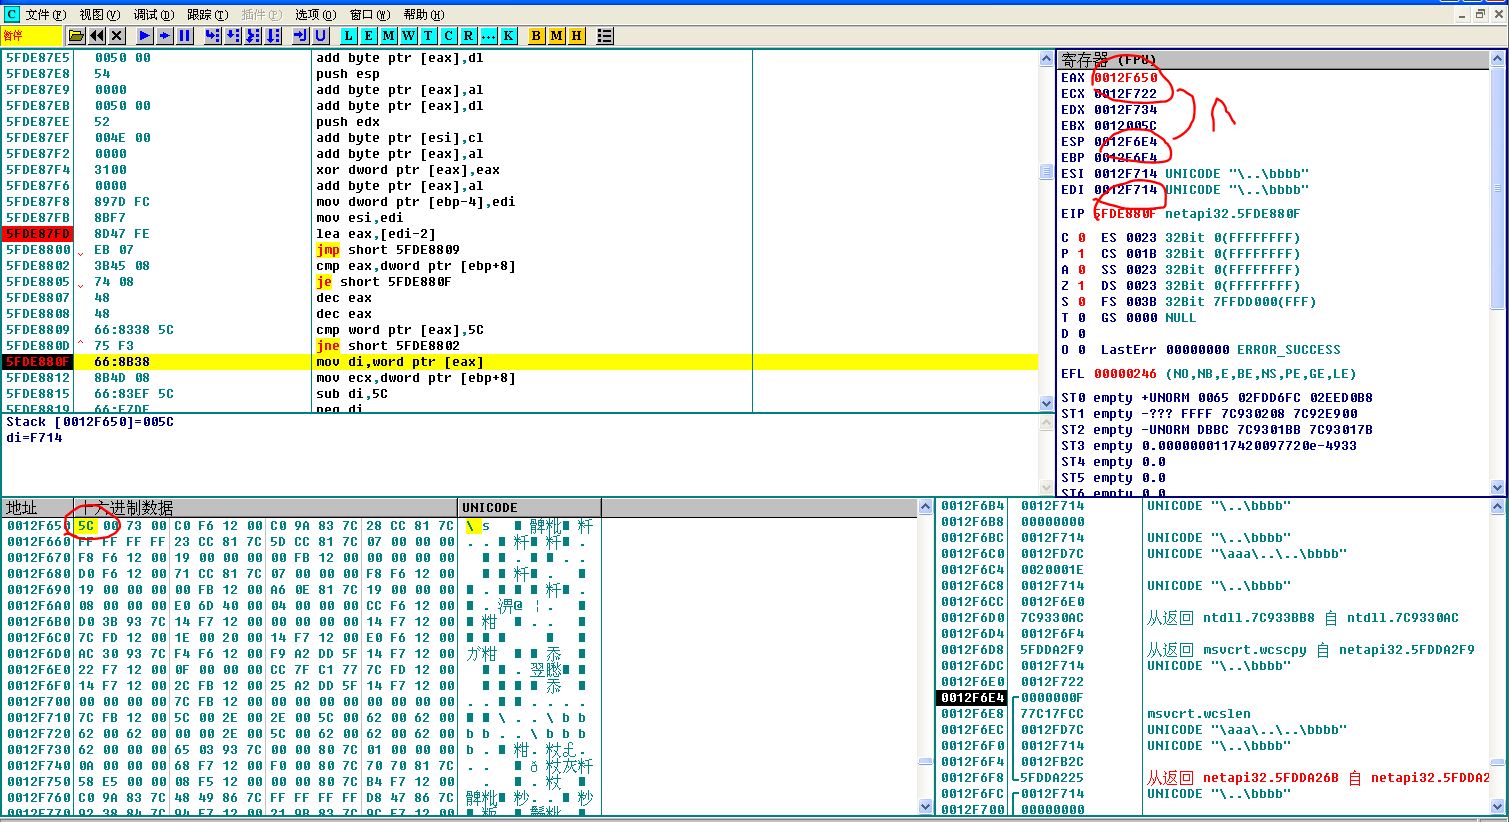 C 文件(F) 视图(V) 调试(D) 跟踪(T) 插件(P) 选项(O) 窗口(W) 帮助(H)
暂停 L E M W T C R ... K B M H
5FDE87E5 0050 00 add byte ptr [eax],dl
5FDE87E8 54 push esp
5FDE87E9 0000 add byte ptr [eax],al
5FDE87EB 0050 00 add byte ptr [eax],dl
5FDE87EE 52 push edx
5FDE87EF 004E 00 add byte ptr [esi],cl
5FDE87F2 0000 add byte ptr [eax],al
5FDE87F4 3100 xor dword ptr [eax],eax
5FDE87F6 0000 add byte ptr [eax],al
5FDE87F8 897D FC mov dword ptr [ebp-4],edi
5FDE87FB 8BF7 mov esi,edi
5FDE87FD 8D47 FE lea eax,[edi-2]
5FDE8800 EB 07 jmp short 5FDE8809
5FDE8802 3B45 08 cmp eax,dword ptr [ebp+8]
5FDE8805 74 08 je short 5FDE880F
5FDE8807 48 dec eax
5FDE8808 48 dec eax
5FDE8809 66:8338 5C cmp word ptr [eax],5C
5FDE880D 75 F3 jne short 5FDE8802
5FDE880F 66:8B38 mov di,word ptr [eax]
5FDE8812 8B4D 08 mov ecx,dword ptr [ebp+8]
5FDE8815 66:83EF 5C sub di,5C
5FDE8819 66:F7DF neg di
Stack [0012F650]=005C
di=F714
寄存器 (FPU)
EAX 0012F650
ECX 0012F722
EDX 0012F734
EBX 0012005C
ESP 0012F6E4
EBP 0012F6E4
ESI 0012F714 UNICODE "\..\bbbb"
EDI 0012F714 UNICODE "\..\bbbb"
EIP 5FDE880F netapi32.5FDE880F
C 0 ES 0023 32Bit 0(FFFFFFFF)
P 1 CS 001B 32Bit 0(FFFFFFFF)
A 0 SS 0023 32Bit 0(FFFFFFFF)
Z 1 DS 0023 32Bit 0(FFFFFFFF)
S 0 FS 003B 32Bit 7FFDD000(FFF)
T 0 GS 0000 NULL
D 0
O 0 LastErr 00000000 ERROR_SUCCESS
EFL 00000246 (NO,NB,E,BE,NS,PE,GE,LE)
ST0 empty +UNORM 0065 02FDD6FC 02EED0B8
ST1 empty -??? FFFF 7C930208 7C92E900
ST2 empty -UNORM DBBC 7C9301BB 7C93017B
ST3 empty 0.0000000117420097720e-4933
ST4 empty 0.0
ST5 empty 0.0
ST6 empty 0.0
地址 十六进制数据 UNICODE
0012F650 5C 00 73 00 C0 F6 12 00 C0 9A 83 7C 28 CC 81 7C
0012F660 FF FF FF FF 23 CC 81 7C 5D CC 81 7C 07 00 00 00
0012F670 F8 F6 12 00 19 00 00 00 00 FB 12 00 00 00 00 00
0012F680 D0 F6 12 00 71 CC 81 7C 07 00 00 00 F8 F6 12 00
0012F690 19 00 00 00 00 FB 12 00 A6 0E 81 7C 19 00 00 00
0012F6A0 08 00 00 00 E0 6D 40 00 04 00 00 00 CC F6 12 00
0012F6B0 D0 3B 93 7C 14 F7 12 00 00 00 00 00 14 F7 12 00
0012F6C0 7C FD 12 00 1E 00 20 00 14 F7 12 00 E0 F6 12 00
0012F6D0 AC 30 93 7C F4 F6 12 00 F9 A2 DD 5F 14 F7 12 00
0012F6E0 22 F7 12 00 0F 00 00 00 CC 7F C1 77 7C FD 12 00
0012F6F0 14 F7 12 00 2C FB 12 00 25 A2 DD 5F 14 F7 12 00
0012F700 00 00 00 00 7C FB 12 00 00 00 00 00 00 00 00 00
0012F710 7C FB 12 00 5C 00 2E 00 2E 00 5C 00 62 00 62 00
0012F720 62 00 62 00 00 00 2E 00 5C 00 62 00 62 00 62 00
0012F730 62 00 00 00 65 03 93 7C 00 00 80 7C 01 00 00 00
0012F740 0A 00 00 00 68 F7 12 00 F0 00 80 7C 70 70 81 7C
0012F750 58 E5 00 00 08 F5 12 00 00 00 80 7C B4 F7 12 00
0012F760 C0 9A 83 7C 48 49 86 7C FF FF FF FF D8 47 86 7C
0012F770 92 38 84 7C 94 F7 12 00 21 9B 83 7C 9C F7 12 00
0012F6B4 0012F714 UNICODE "\..\bbbb"
0012F6B8 00000000
0012F6BC 0012F714 UNICODE "\..\bbbb"
0012F6C0 0012FD7C UNICODE "\aaa\..\..\bbbb"
0012F6C4 0020001E
0012F6C8 0012F714 UNICODE "\..\bbbb"
0012F6CC 0012F6E0
0012F6D0 7C9330AC 从返回 ntdll.7C933BB8 自 ntdll.7C9330AC
0012F6D4 0012F6F4
0012F6D8 5FDDA2F9 从返回 msvcrt.wcscpy 自 netapi32.5FDDA2F9
0012F6DC 0012F714 UNICODE "\..\bbbb"
0012F6E0 0012F722
0012F6E4 0000000F
0012F6E8 77C17FCC msvcrt.wcslen
0012F6EC 0012FD7C UNICODE "\aaa\..\..\bbbb"
0012F6F0 0012F714 UNICODE "\..\bbbb"
0012F6F4 0012FB2C
0012F6F8 5FDDA225 从返回 netapi32.5FDDA26B 自 netapi32.5FDDA2
0012F6FC 0012F714 UNICODE "\..\bbbb"
0012F700 00000000